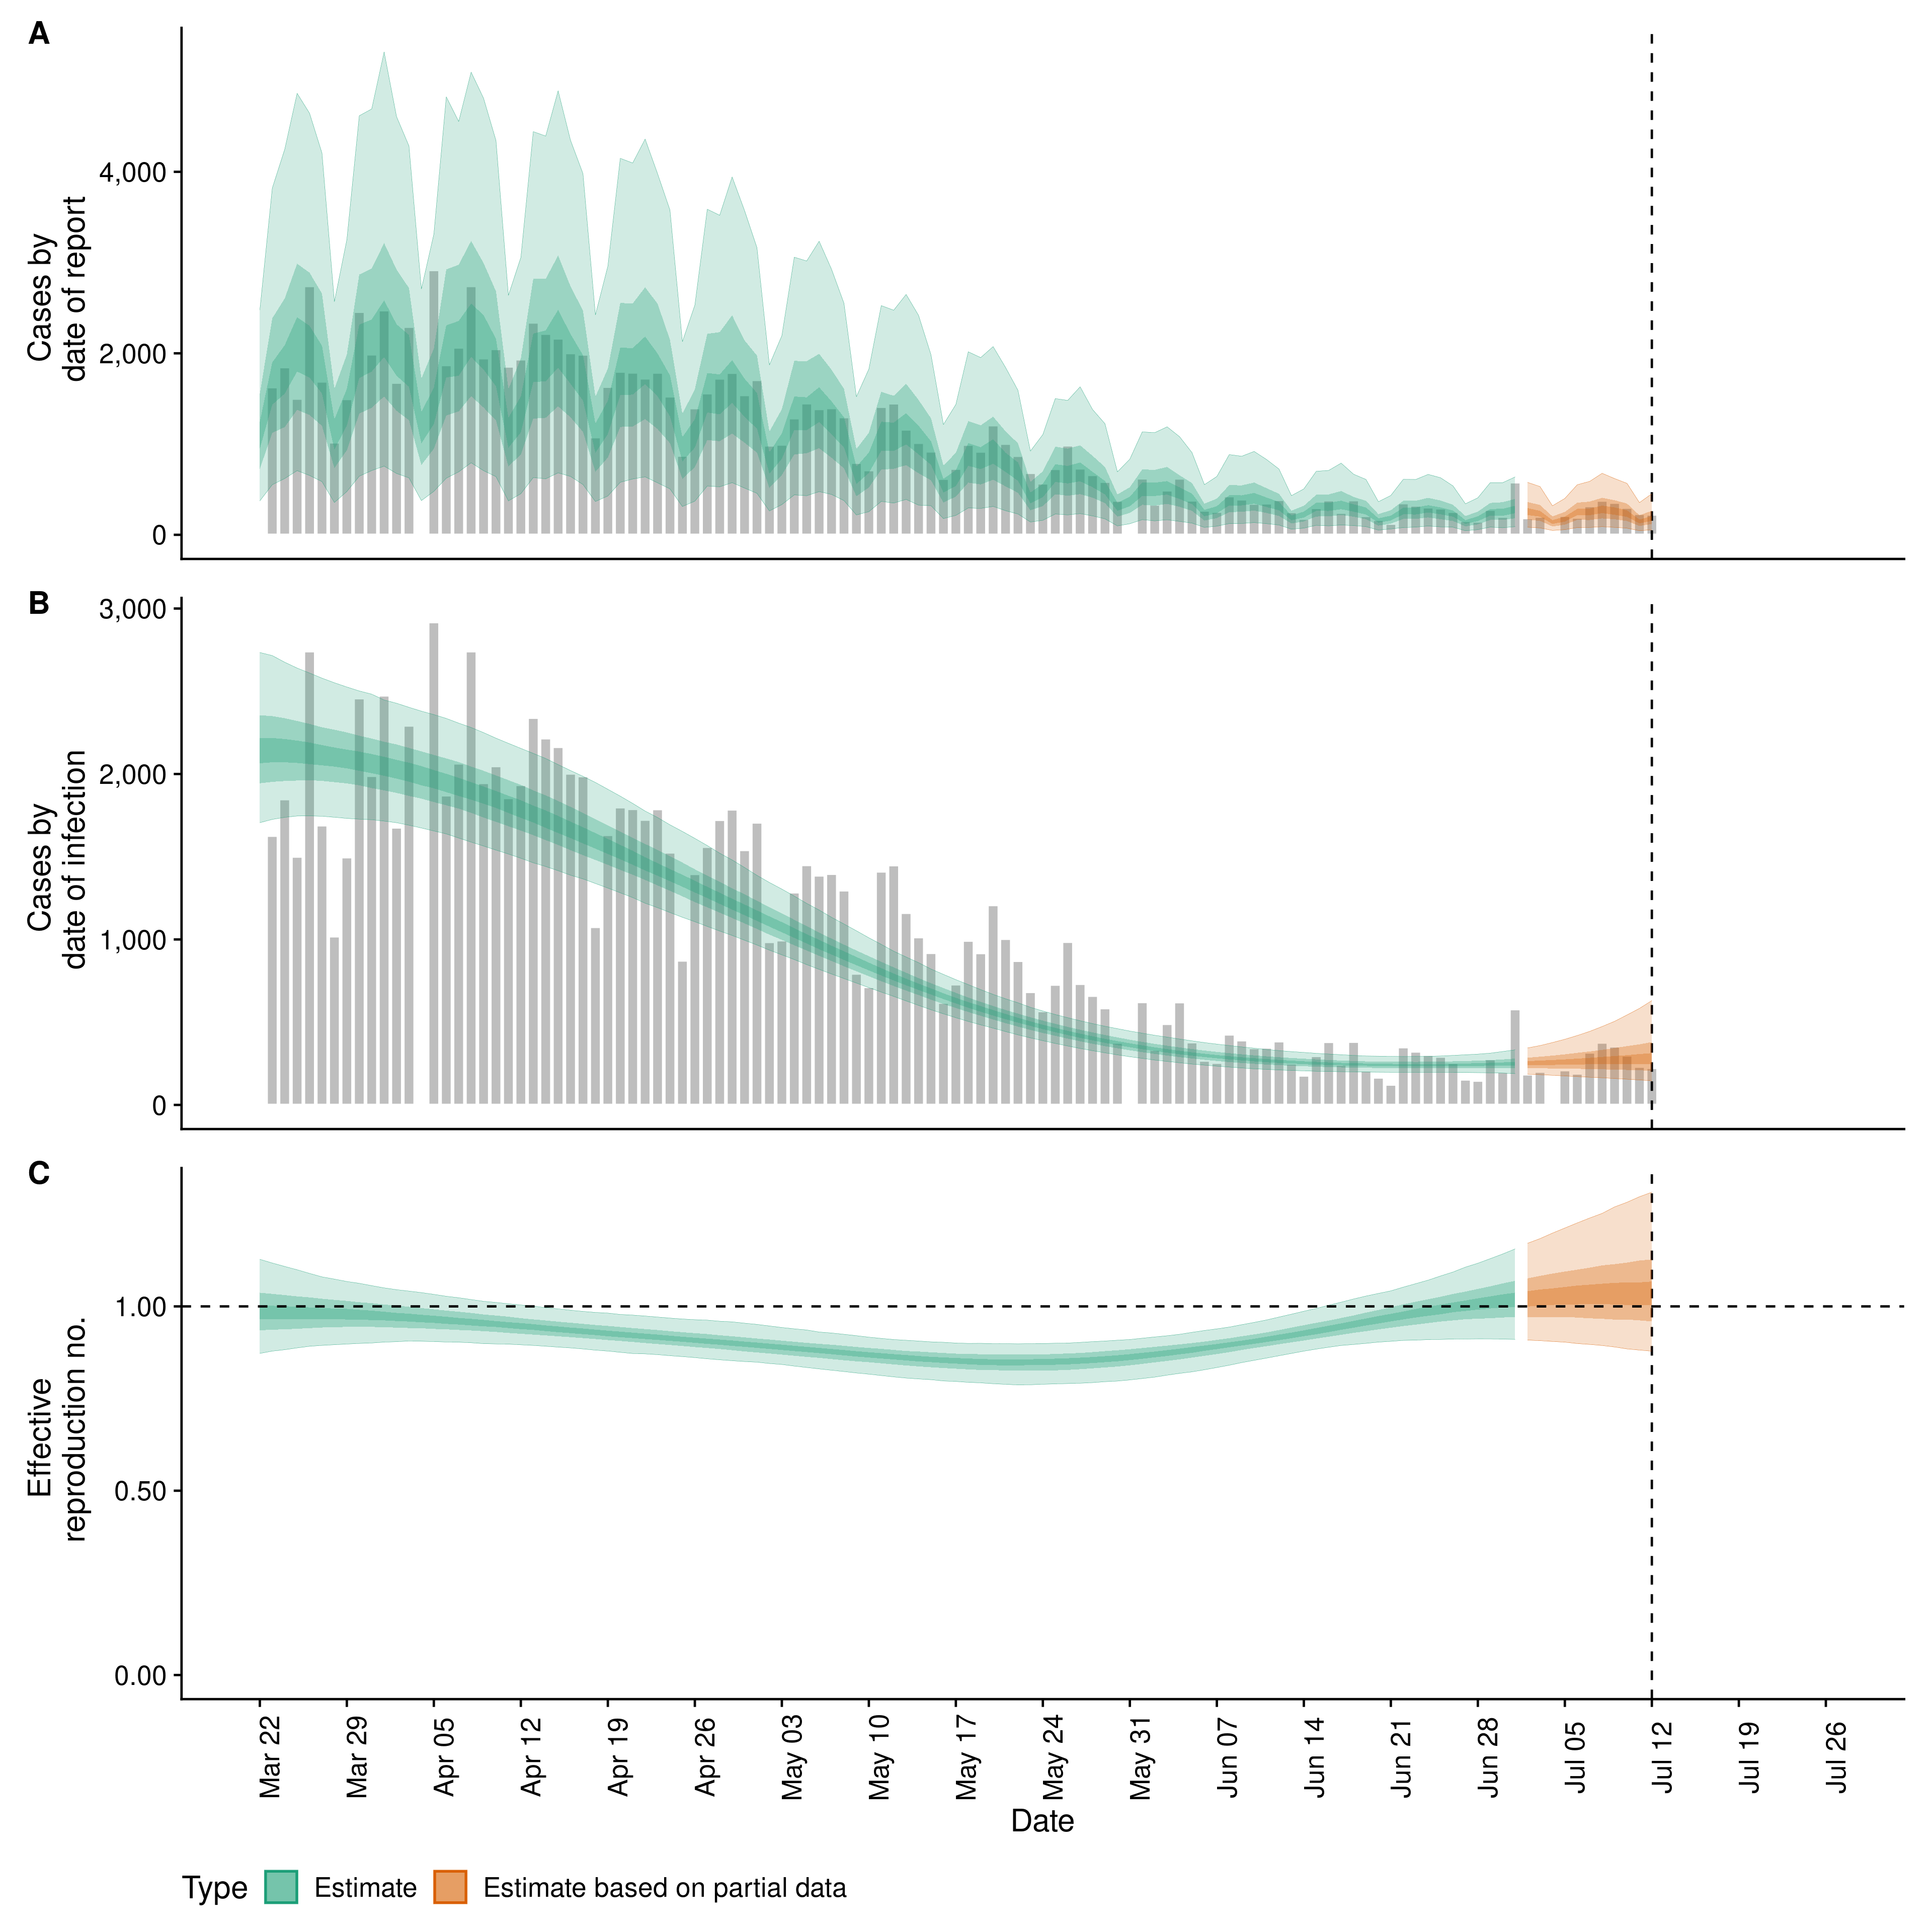 A
Cases by
date of report
4,000
2,000
0
B
Cases by
date of infection
3,000
2,000
1,000
0
C
Effective
reproduction no.
1.00
0.50
0.00
Mar 22
Mar 29
Apr 05
Apr 12
Apr 19
Apr 26
May 03
May 10
May 17
May 24
May 31
Jun 07
Jun 14
Jun 21
Jun 28
Jul 05
Jul 12
Jul 19
Jul 26
Date
Type Estimate Estimate based on partial data